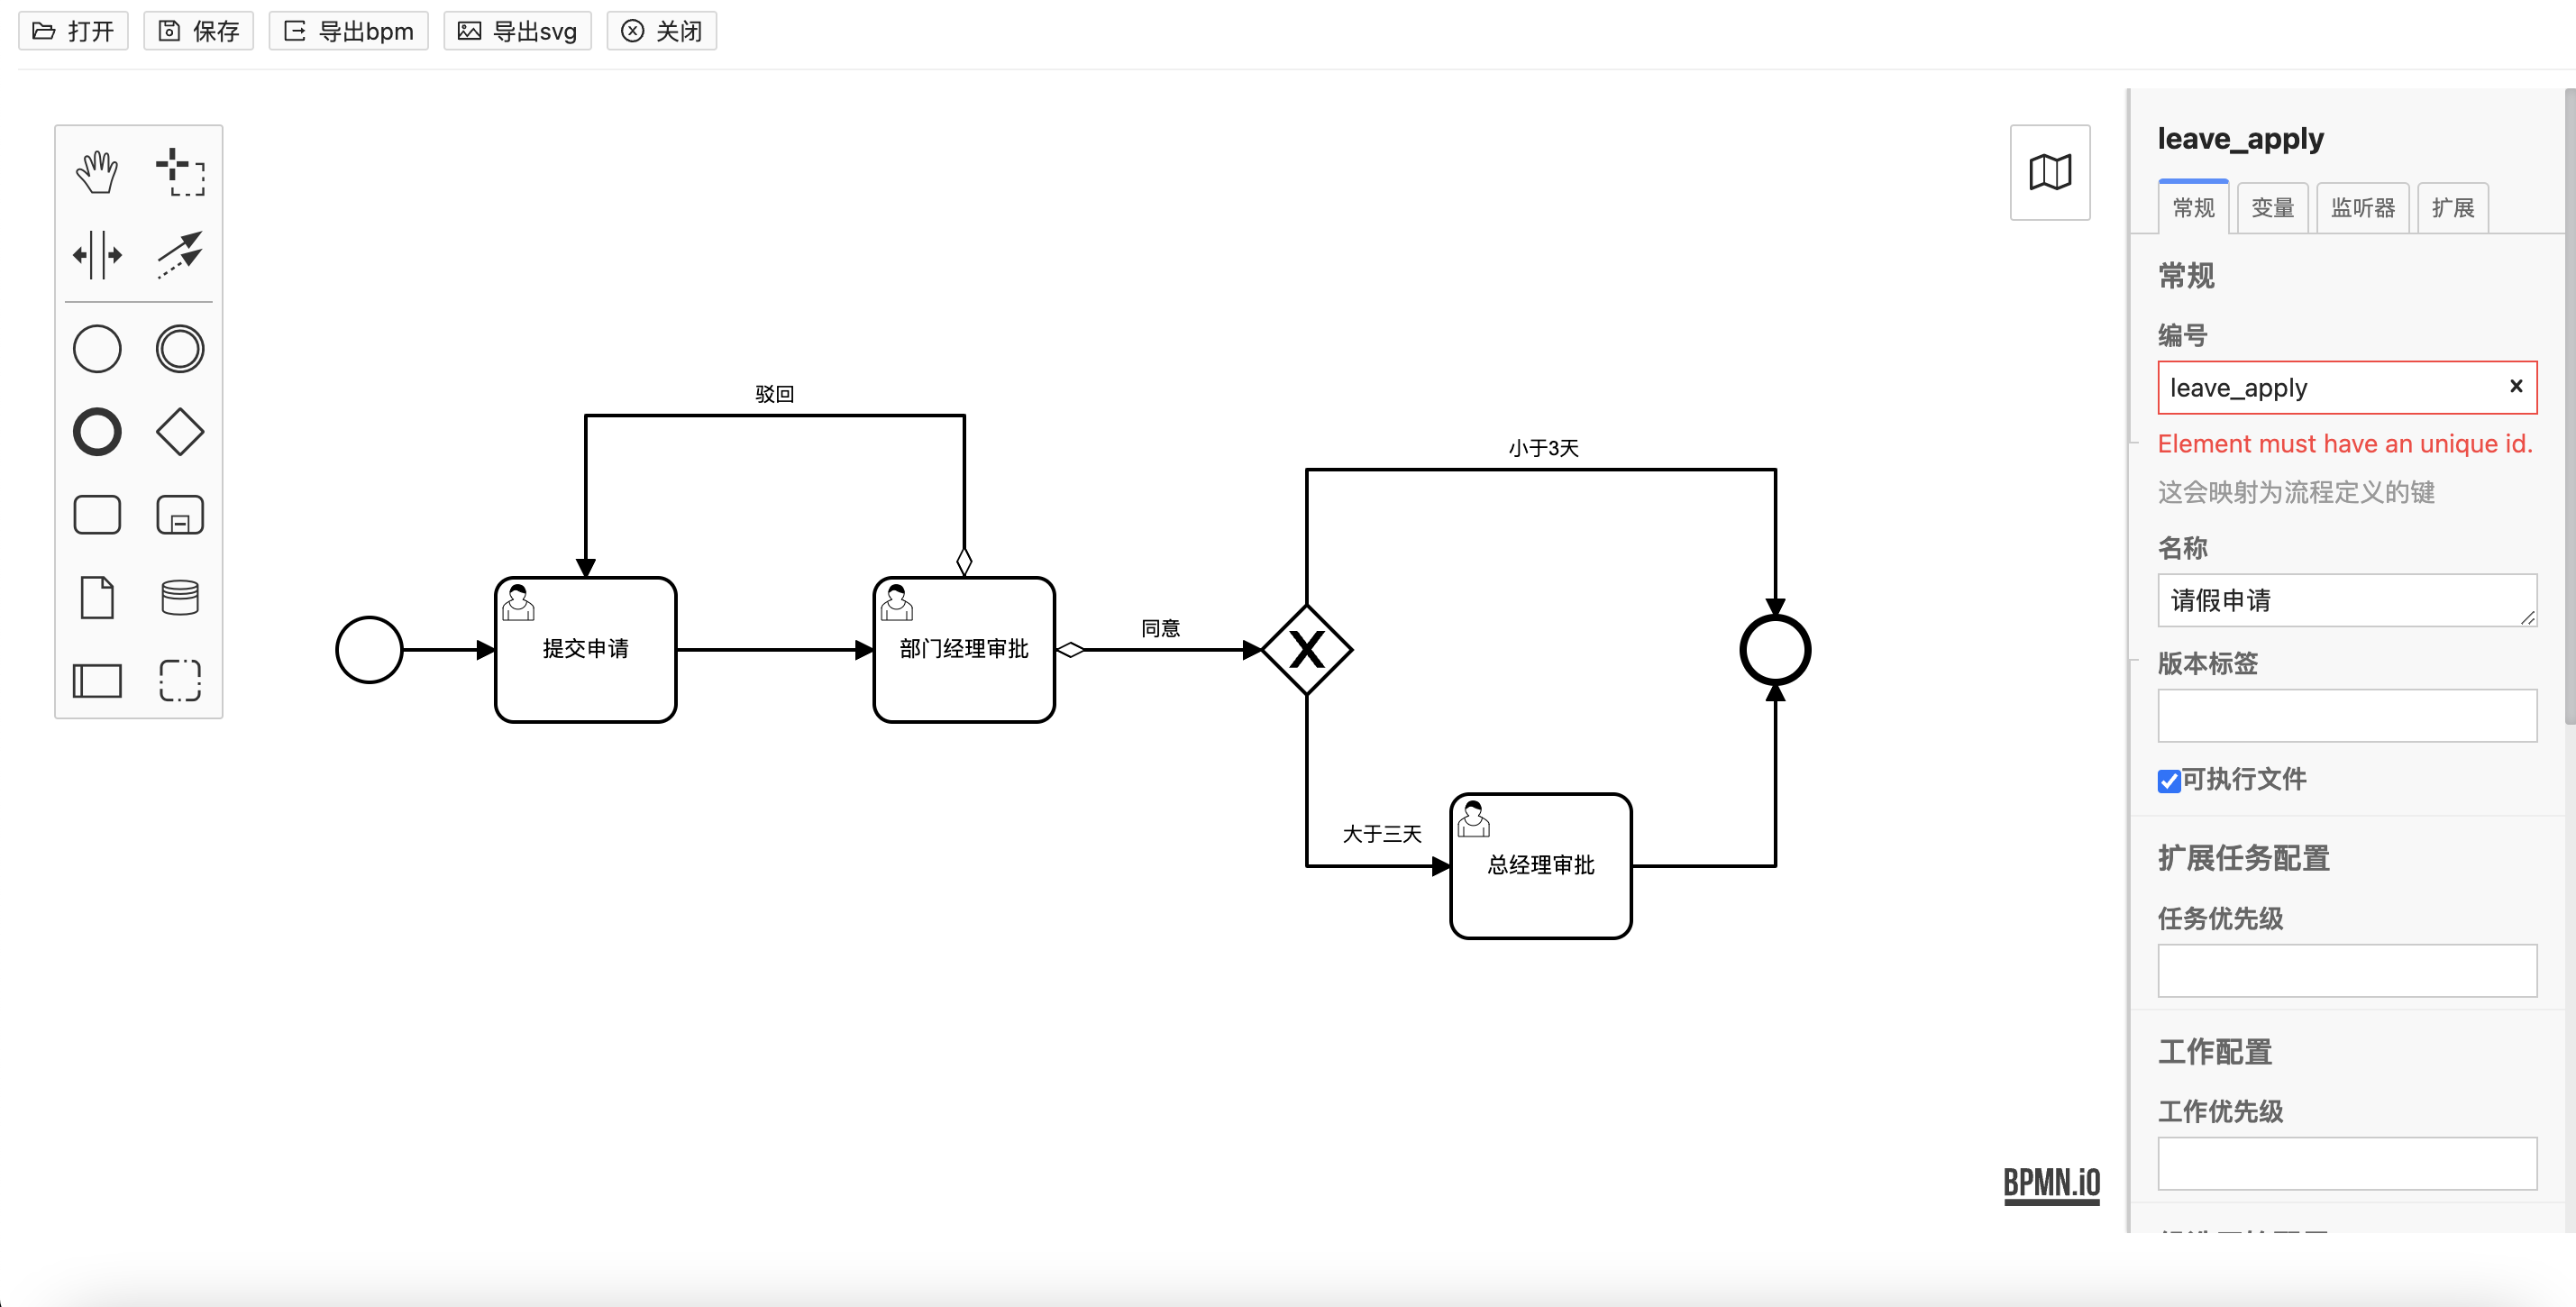 打开 保存 导出bpm 导出svg 关闭
驳回
小于3天
提交申请
部门经理审批
同意
X
大于三天
总经理审批
BPMN.iO
leave_apply
常规 变量 监听器 扩展
常规
编号
leave_apply ×
Element must have an unique id.
这会映射为流程定义的键
名称
请假申请
版本标签
可执行文件
扩展任务配置
任务优先级
工作配置
工作优先级